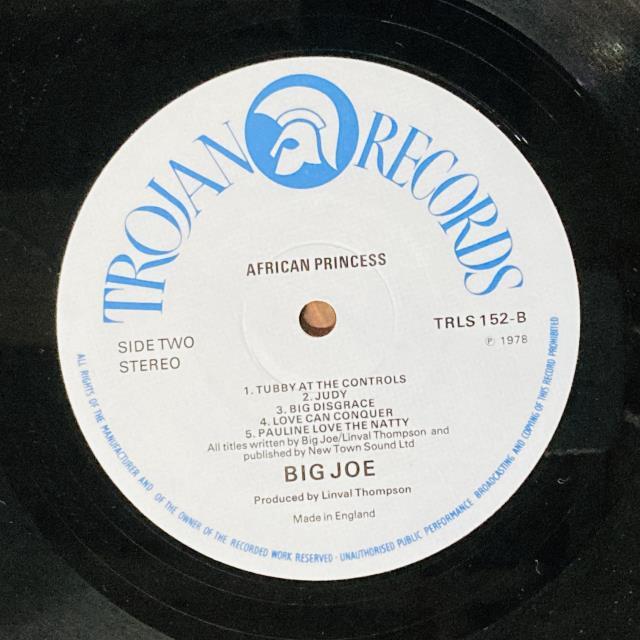 TROJAN RECORDS
AFRICAN PRINCESS
SIDE TWO
STEREO
TRLS 152-B
℗ 1978
1. TUBBY AT THE CONTROLS
2. JUDY
3. BIG DISGRACE
4. LOVE CAN CONQUER
5. PAULINE LOVE THE NATTY
All titles written by Big Joe/Linval Thompson and
published by New Town Sound Ltd
BIG JOE
Produced by Linval Thompson
Made in England
ALL RIGHTS OF THE MANUFACTURER AND OF THE OWNER OF THE RECORDED WORK RESERVED · UNAUTHORISED PUBLIC PERFORMANCE BROADCASTING AND COPYING OF THIS RECORD PROHIBITED